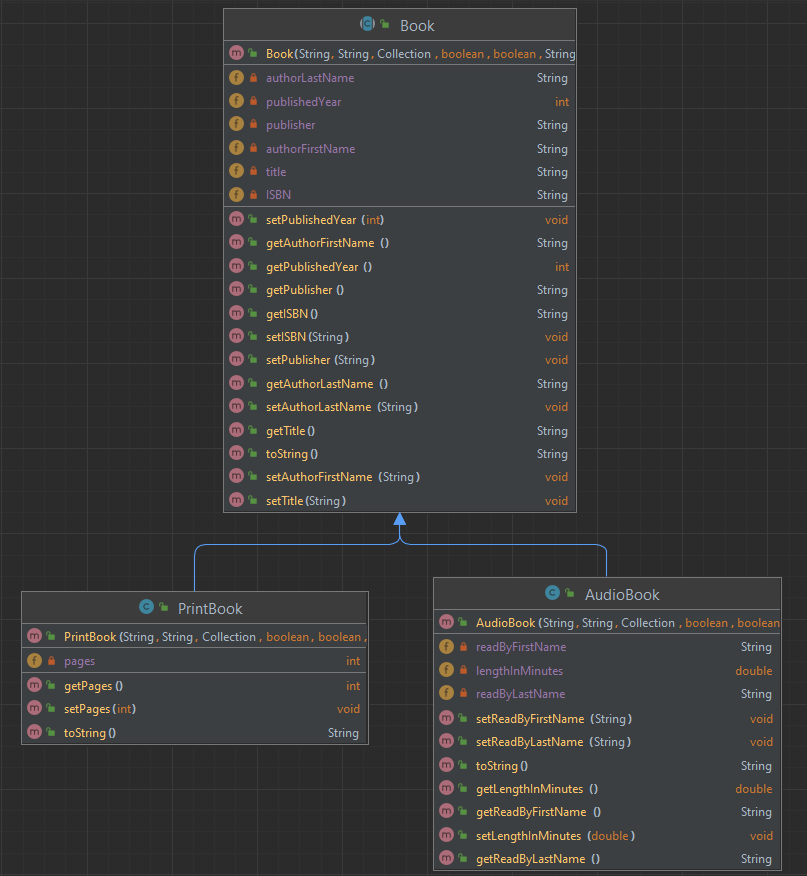 Book
Book(String, String, Collection, boolean, boolean, String
authorLastName String
publishedYear int
publisher String
authorFirstName String
title String
ISBN String
setPublishedYear (int) void
getAuthorFirstName () String
getPublishedYear () int
getPublisher () String
getISBN () String
setISBN (String) void
setPublisher (String) void
getAuthorLastName () String
setAuthorLastName (String) void
getTitle () String
toString () String
setAuthorFirstName (String) void
setTitle (String) void
PrintBook
PrintBook (String, String, Collection, boolean, boolean,
pages int
getPages () int
setPages (int) void
toString () String
AudioBook
AudioBook (String, String, Collection, boolean, boolean
readByFirstName String
lengthInMinutes double
readByLastName String
setReadByFirstName (String) void
setReadByLastName (String) void
toString () String
getLengthInMinutes () double
getReadByFirstName () String
setLengthInMinutes (double) void
getReadByLastName () String